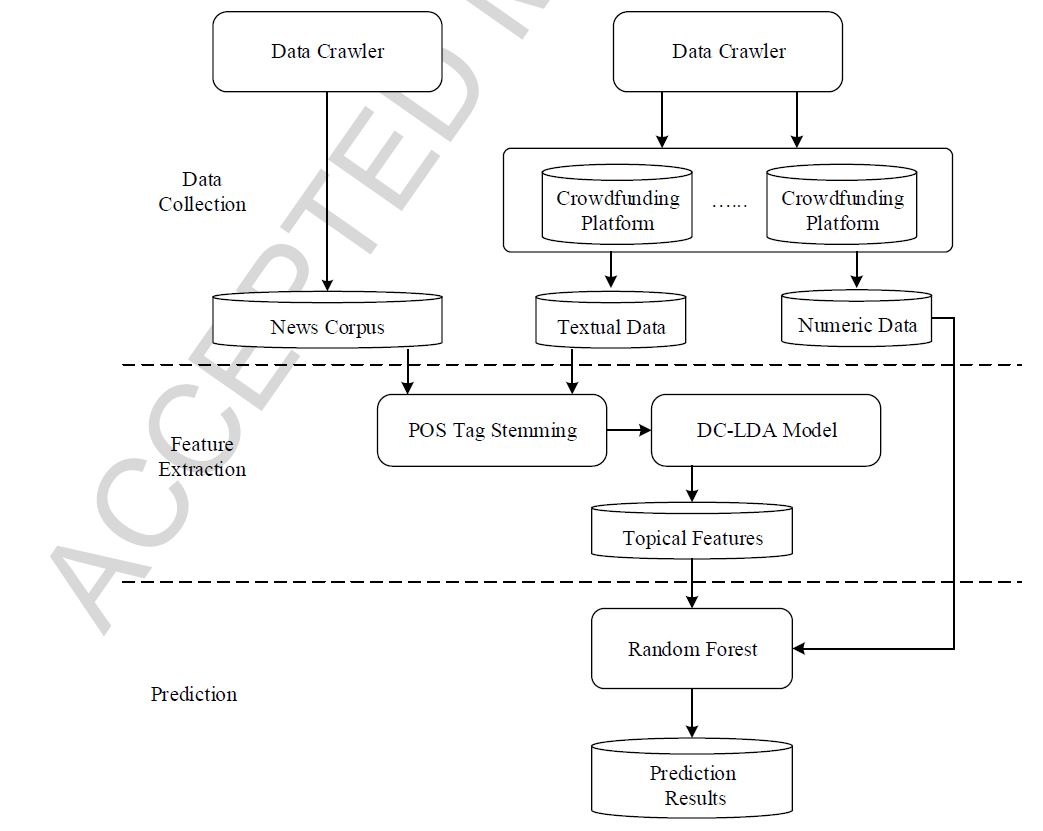 Data Crawler
Data Crawler
Data
Collection
Crowdfunding
Platform
…...
Crowdfunding
Platform
News Corpus
Textual Data
Numeric Data
POS Tag Stemming
DC-LDA Model
Feature
Extraction
Topical Features
Random Forest
Prediction
Prediction
Results
ACCEPTED